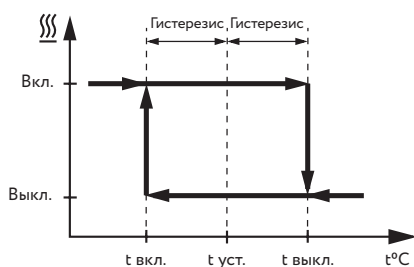 Гистерезис Гистерезис
Вкл.
Выкл.
t вкл. t уст. t выкл. t°C